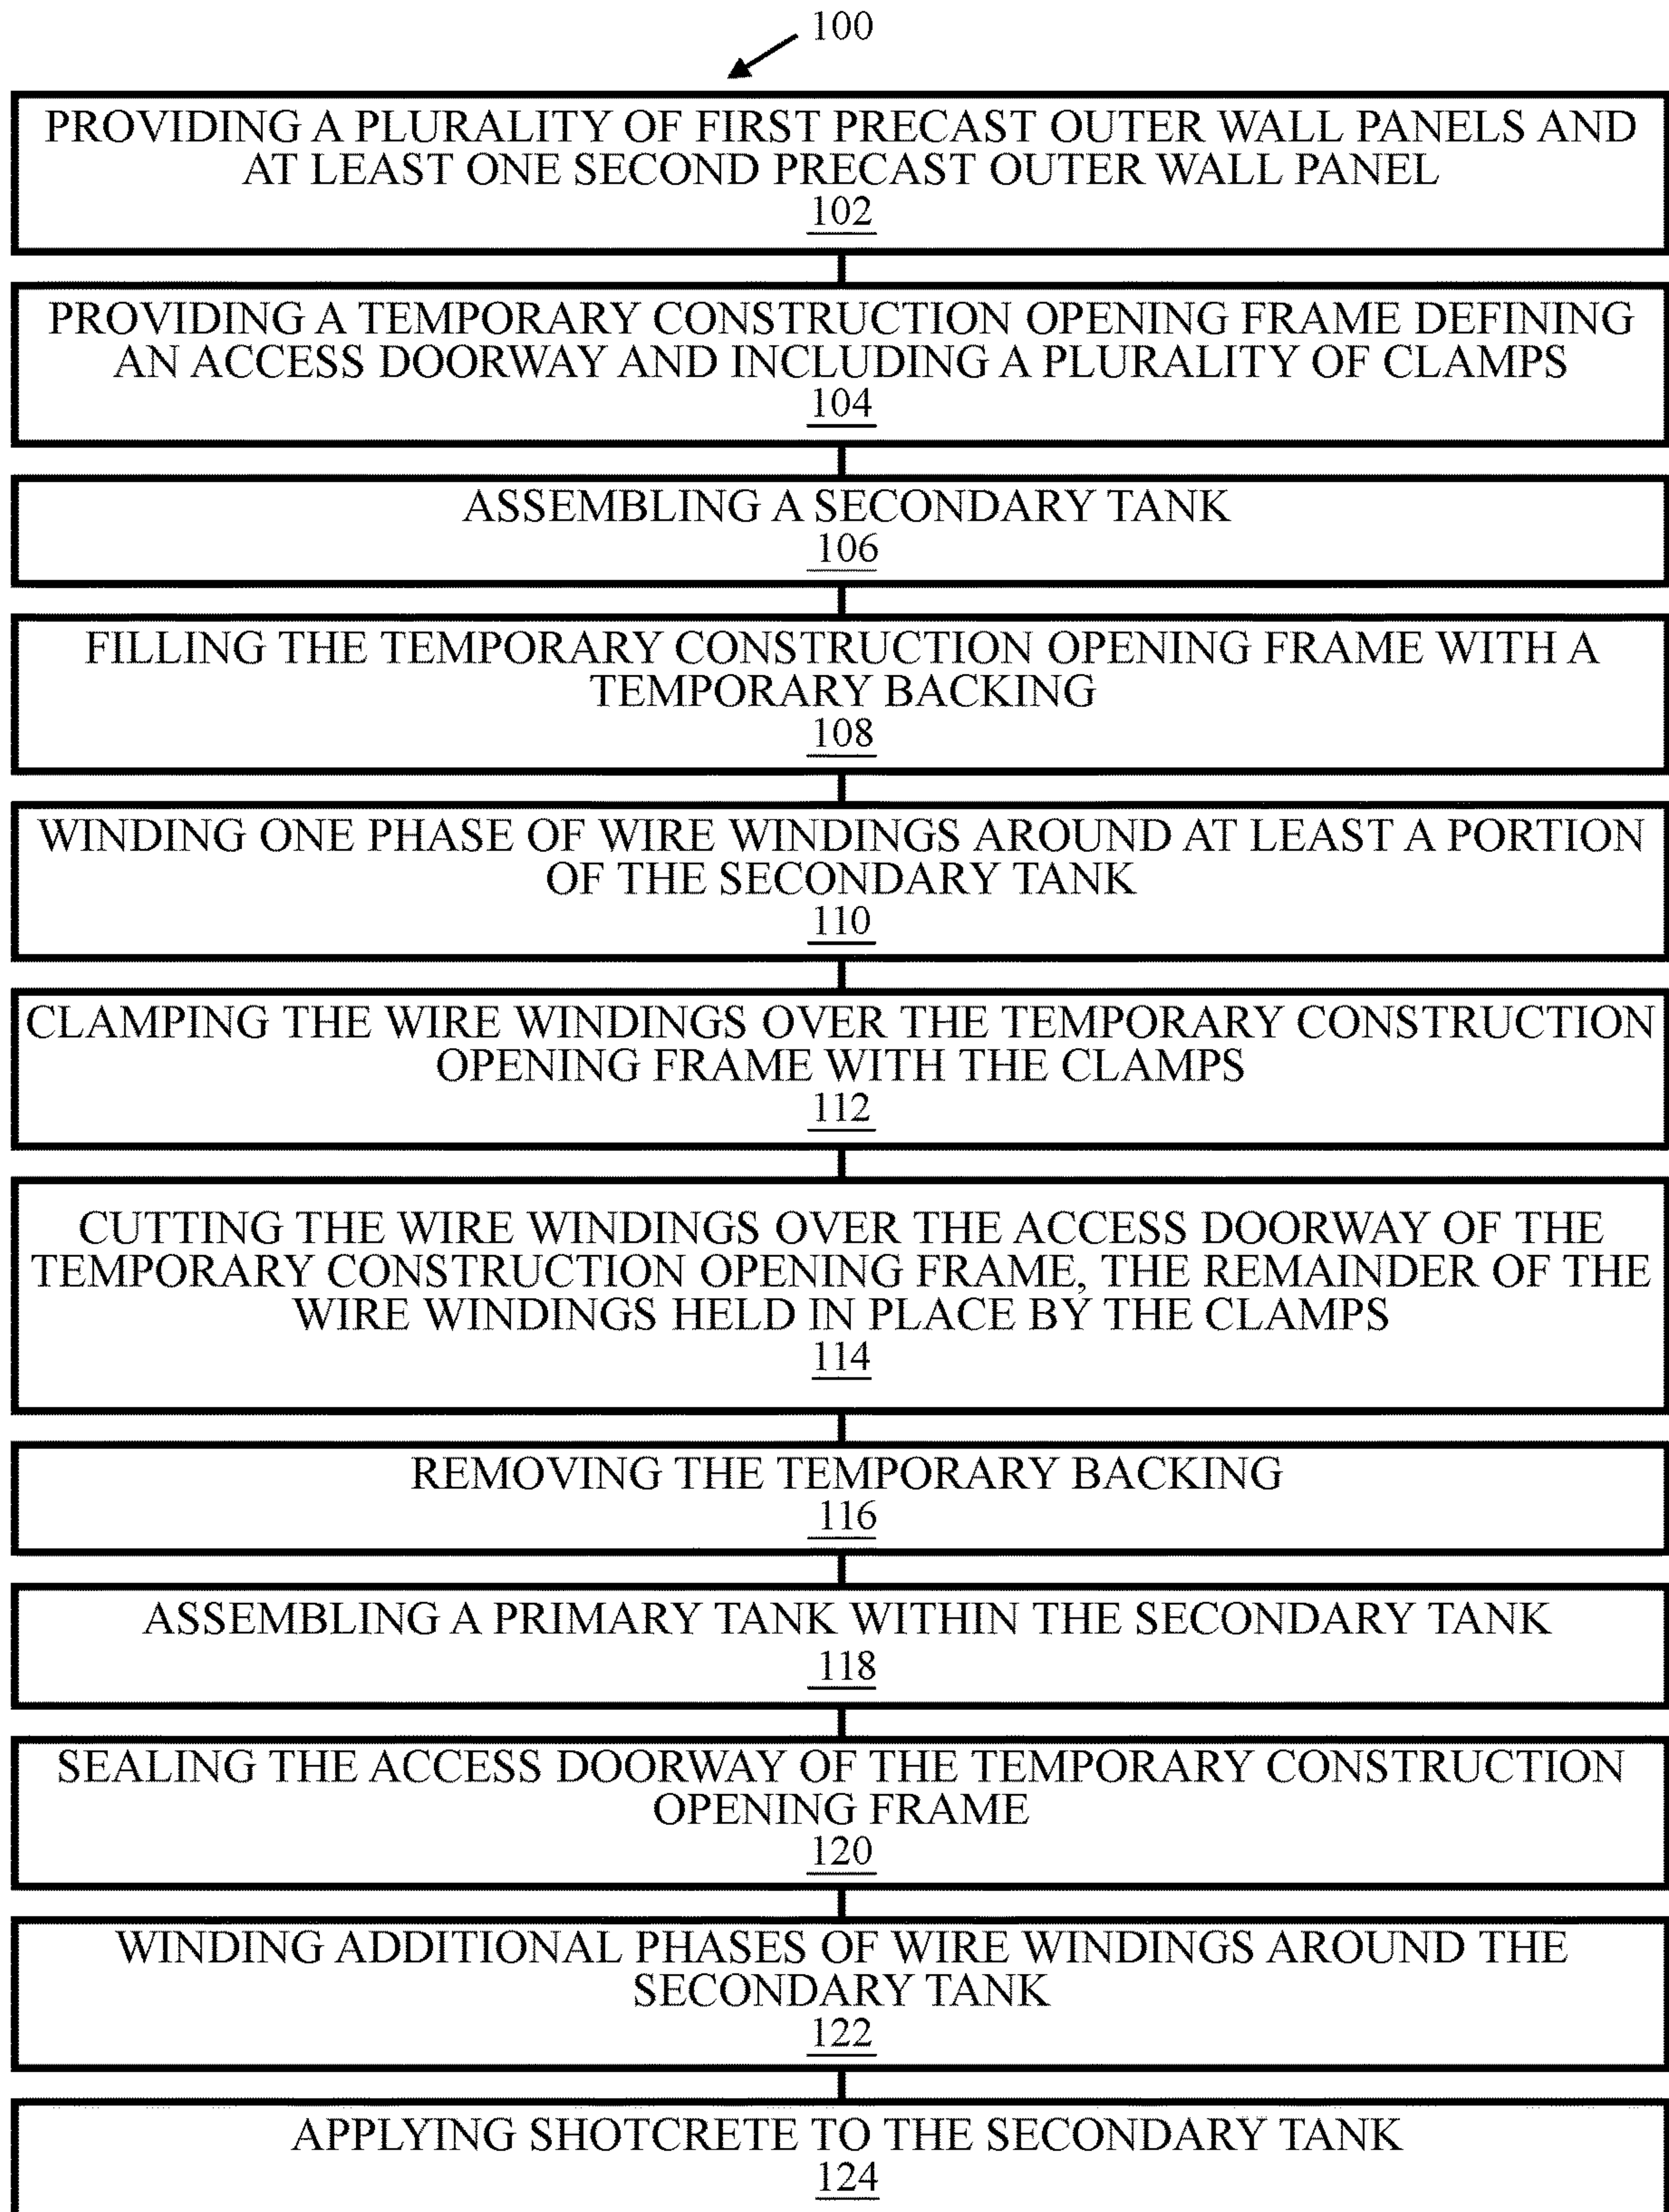 100
PROVIDING A PLURALITY OF FIRST PRECAST OUTER WALL PANELS AND
AT LEAST ONE SECOND PRECAST OUTER WALL PANEL
102
PROVIDING A TEMPORARY CONSTRUCTION OPENING FRAME DEFINING
AN ACCESS DOORWAY AND INCLUDING A PLURALITY OF CLAMPS
104
ASSEMBLING A SECONDARY TANK
106
FILLING THE TEMPORARY CONSTRUCTION OPENING FRAME WITH A
TEMPORARY BACKING
108
WINDING ONE PHASE OF WIRE WINDINGS AROUND AT LEAST A PORTION
OF THE SECONDARY TANK
110
CLAMPING THE WIRE WINDINGS OVER THE TEMPORARY CONSTRUCTION
OPENING FRAME WITH THE CLAMPS
112
CUTTING THE WIRE WINDINGS OVER THE ACCESS DOORWAY OF THE
TEMPORARY CONSTRUCTION OPENING FRAME, THE REMAINDER OF THE
WIRE WINDINGS HELD IN PLACE BY THE CLAMPS
114
REMOVING THE TEMPORARY BACKING
116
ASSEMBLING A PRIMARY TANK WITHIN THE SECONDARY TANK
118
SEALING THE ACCESS DOORWAY OF THE TEMPORARY CONSTRUCTION
OPENING FRAME
120
WINDING ADDITIONAL PHASES OF WIRE WINDINGS AROUND THE
SECONDARY TANK
122
APPLYING SHOTCRETE TO THE SECONDARY TANK
124